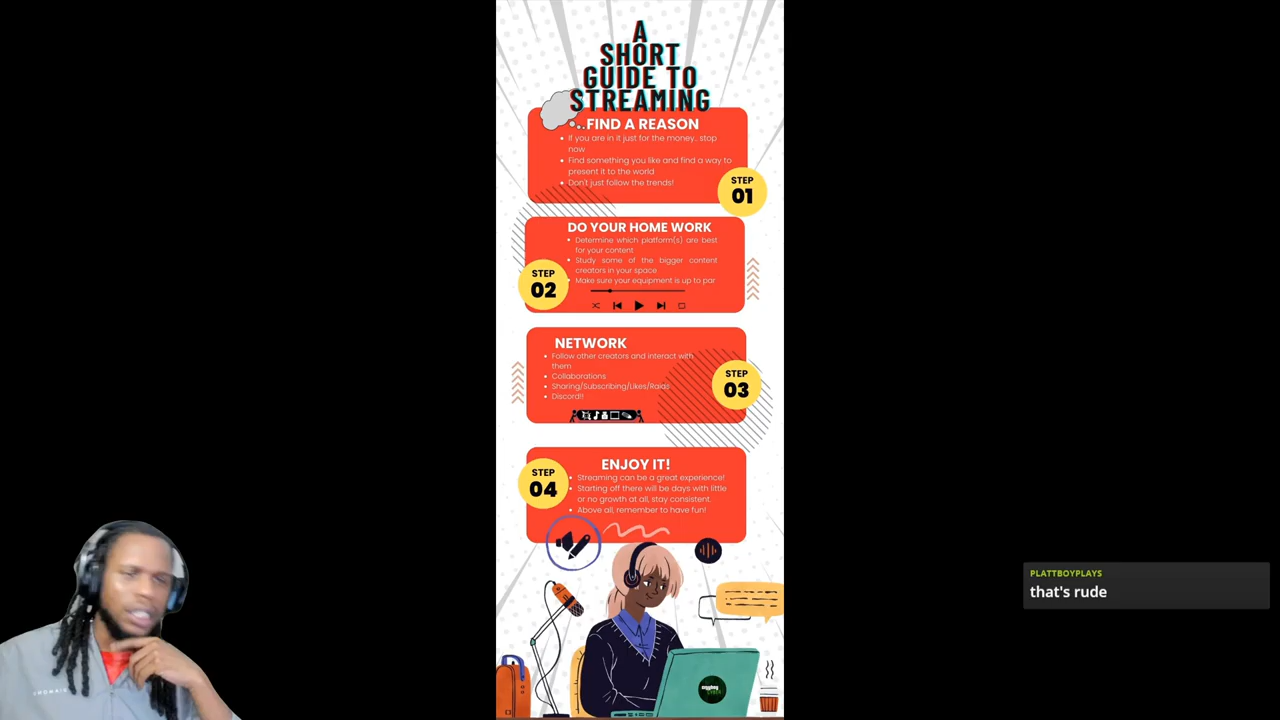 A
SHORT
GUIDE TO
STREAMING
..FIND A REASON
If you are in it just for the money.. stop
now
Find something you like and find a way to
present it to the world
Don't just follow the trends!
STEP
01
DO YOUR HOME WORK
Determine which platform(s) are best
for your content
Study some of the bigger content
creators in your space
Make sure your equipment is up to par
STEP
02
NETWORK
Follow other creators and interact with
them
Collaborations
Sharing/Subscribing/Likes/Raids
Discord!!
STEP
03
ENJOY IT!
Streaming can be a great experience!
Starting off there will be days with little
or no growth at all, stay consistent.
Above all, remember to have fun!
STEP
04
PLATTBOYPLAYS
that's rude